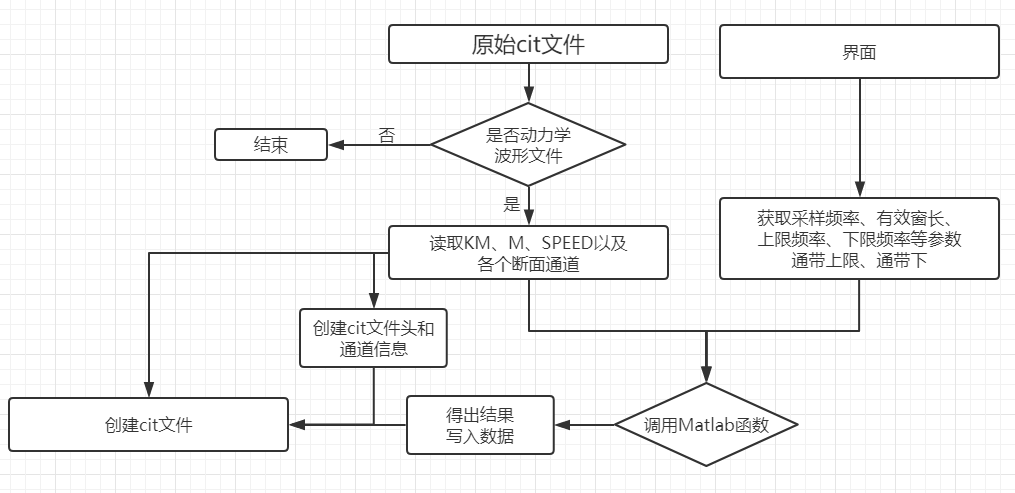 原始cit文件
界面
是否动力学
波形文件
否
结束
是
获取采样频率、有效窗长、
上限频率、下限频率等参数
通带上限、通带下
读取KM、M、SPEED以及
各个断面通道
创建cit文件头和
通道信息
创建cit文件
得出结果
写入数据
调用Matlab函数